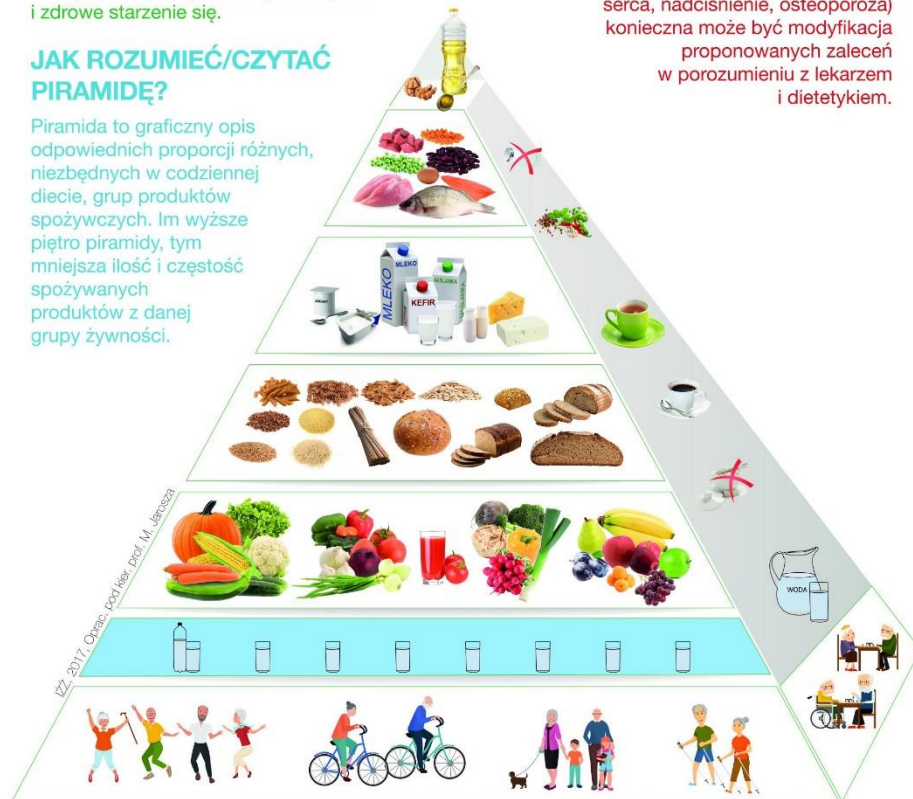 i zdrowe starzenie się.
JAK ROZUMIEĆ/CZYTAĆ
PIRAMIDĘ?
Piramida to graficzny opis
odpowiednich proporcji różnych,
niezbędnych w codziennej
diecie, grup produktów
spożywczych. Im wyższe
piętro piramidy, tym
mniejsza ilość i częstość
spożywanych
produktów z danej
grupy żywności.
serca, nadciśnienie, osteoporoza)
konieczna może być modyfikacja
proponowanych zaleceń
w porozumieniu z lekarzem
i dietetykiem.
MLEKO
MLEKO
KEFIR
MAŚLANKA
WODA
IŻŻ, 2017, Oprac. pod kier. prof. M. Jarosza